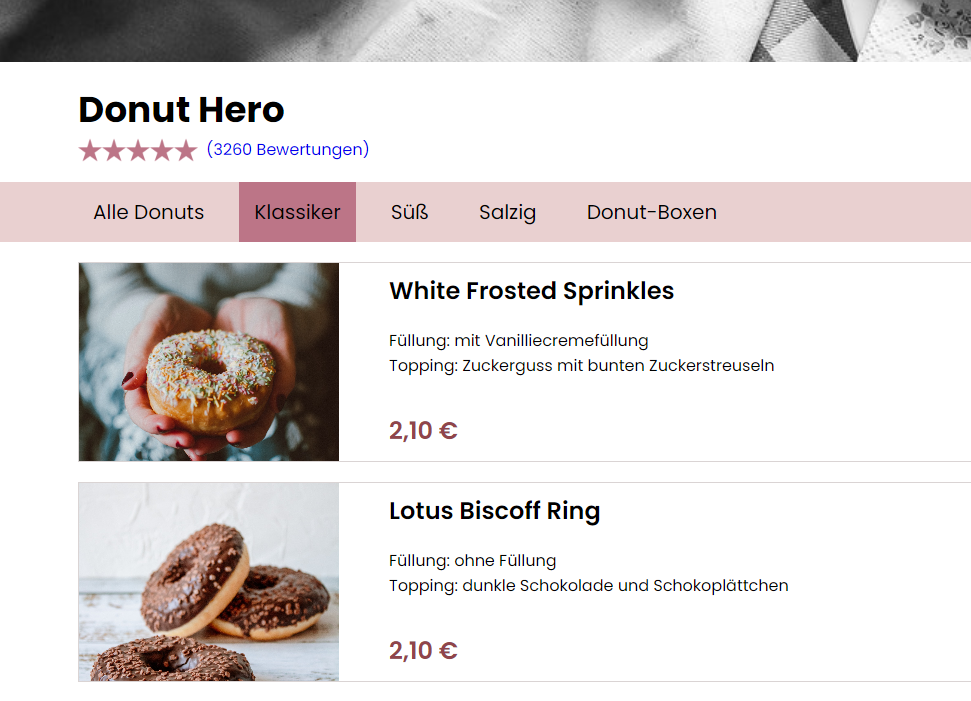 Donut Hero
★★★★★ (3260 Bewertungen)
Alle Donuts Klassiker Süß Salzig Donut-Boxen
White Frosted Sprinkles
Füllung: mit Vanilliecremefüllung
Topping: Zuckerguss mit bunten Zuckerstreuseln
2,10 €
Lotus Biscoff Ring
Füllung: ohne Füllung
Topping: dunkle Schokolade und Schokoplättchen
2,10 €